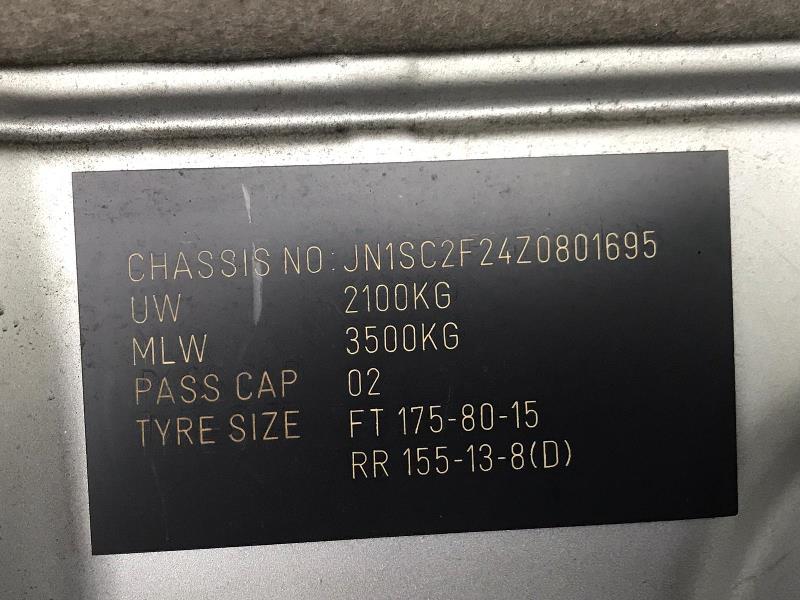 CHASSIS NO: JN1SC2F24Z0801695
UW 2100KG
MLW 3500KG
PASS CAP 02
TYRE SIZE FT 175-80-15
RR 155-13-8(D)